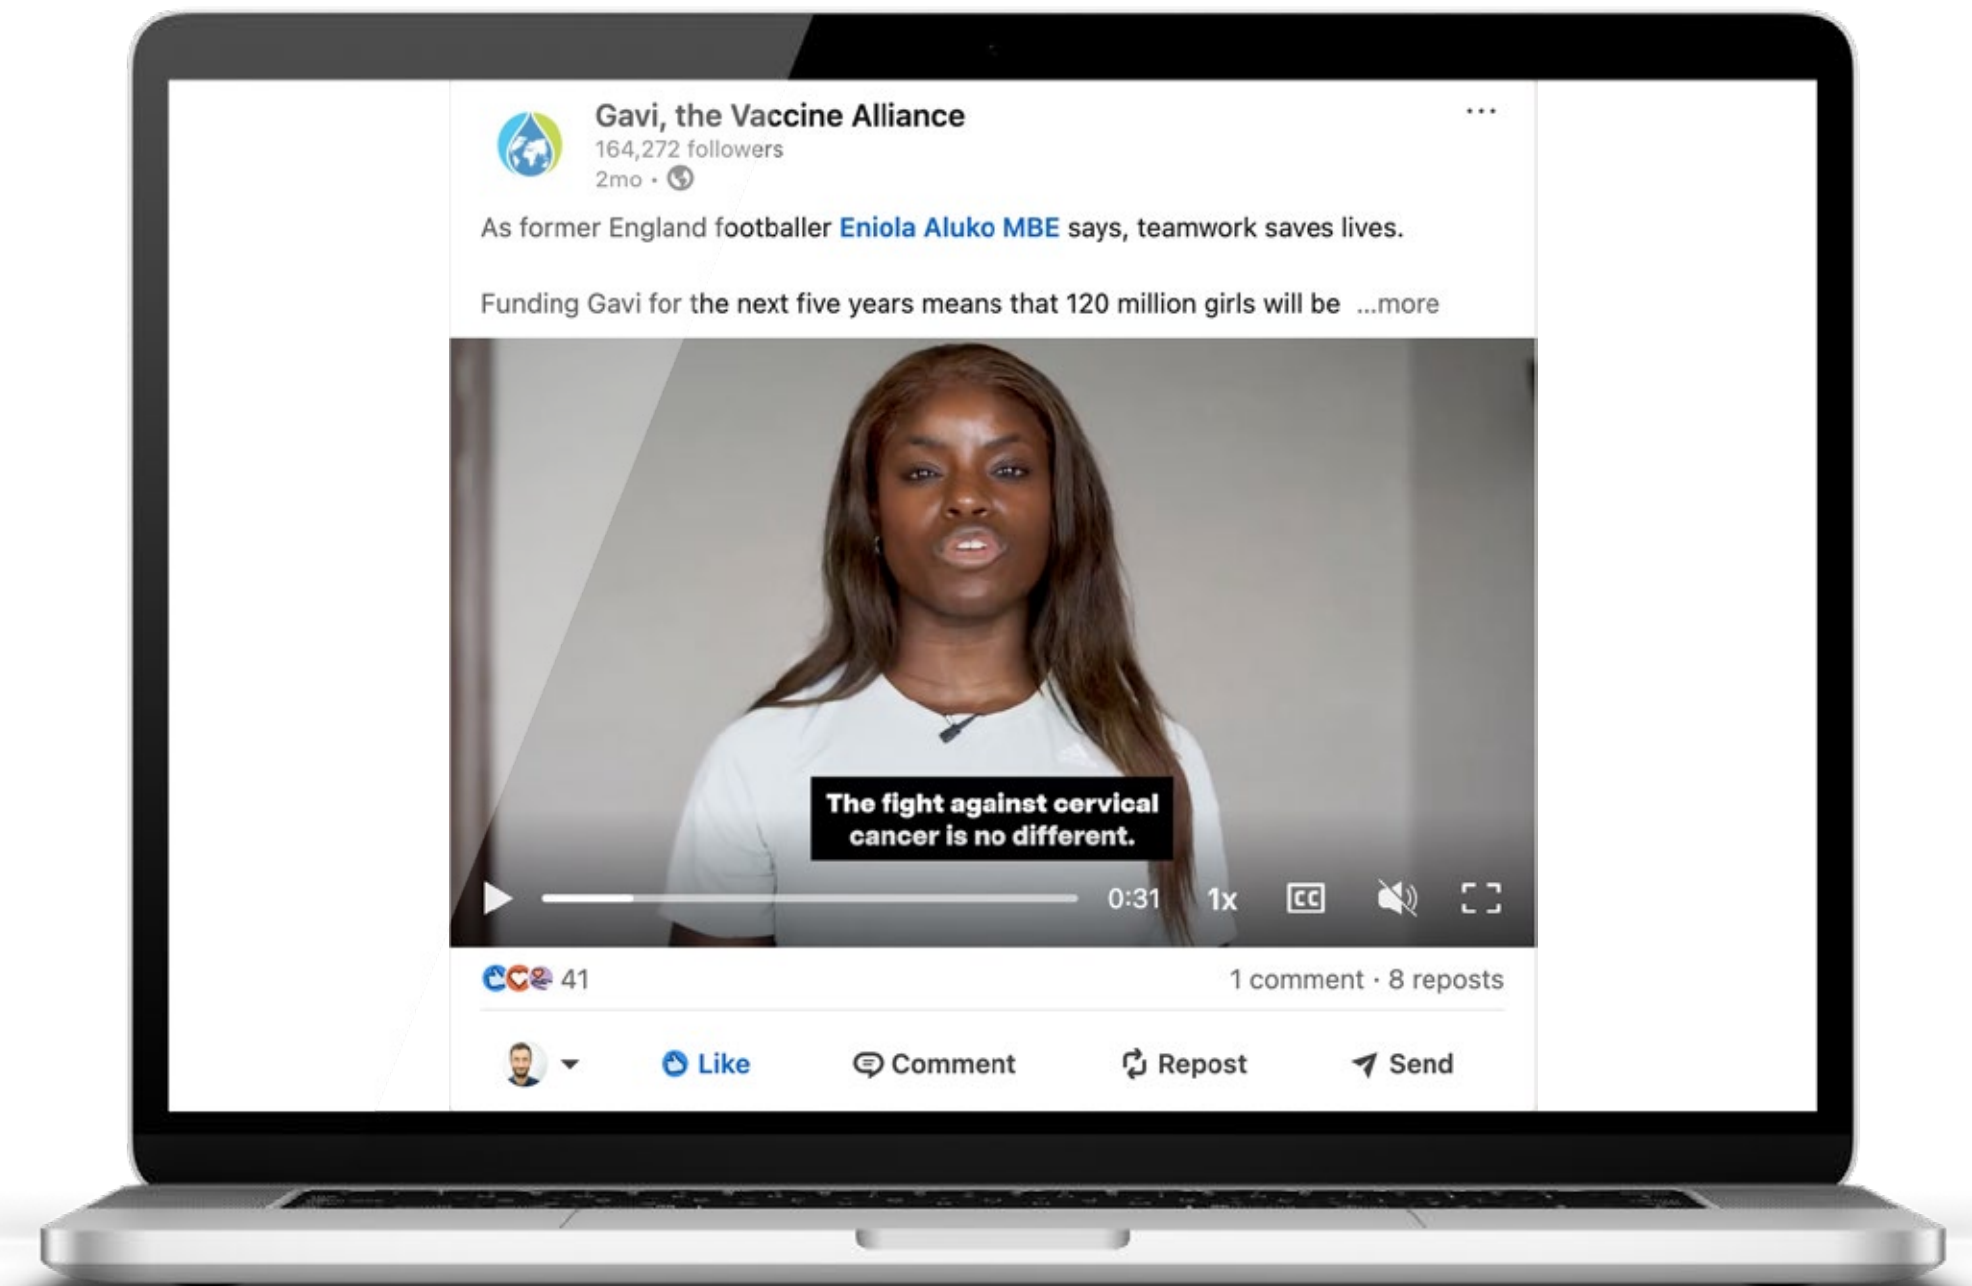 Gavi, the Vaccine Alliance
...
164,272 followers
2mo •
As former England footballer Eniola Aluko MBE says, teamwork saves lives.
Funding Gavi for the next five years means that 120 million girls will be ...more
The fight against cervical
cancer is no different.
0:31 1x CC
41 1 comment · 8 reposts
Like Comment Repost Send